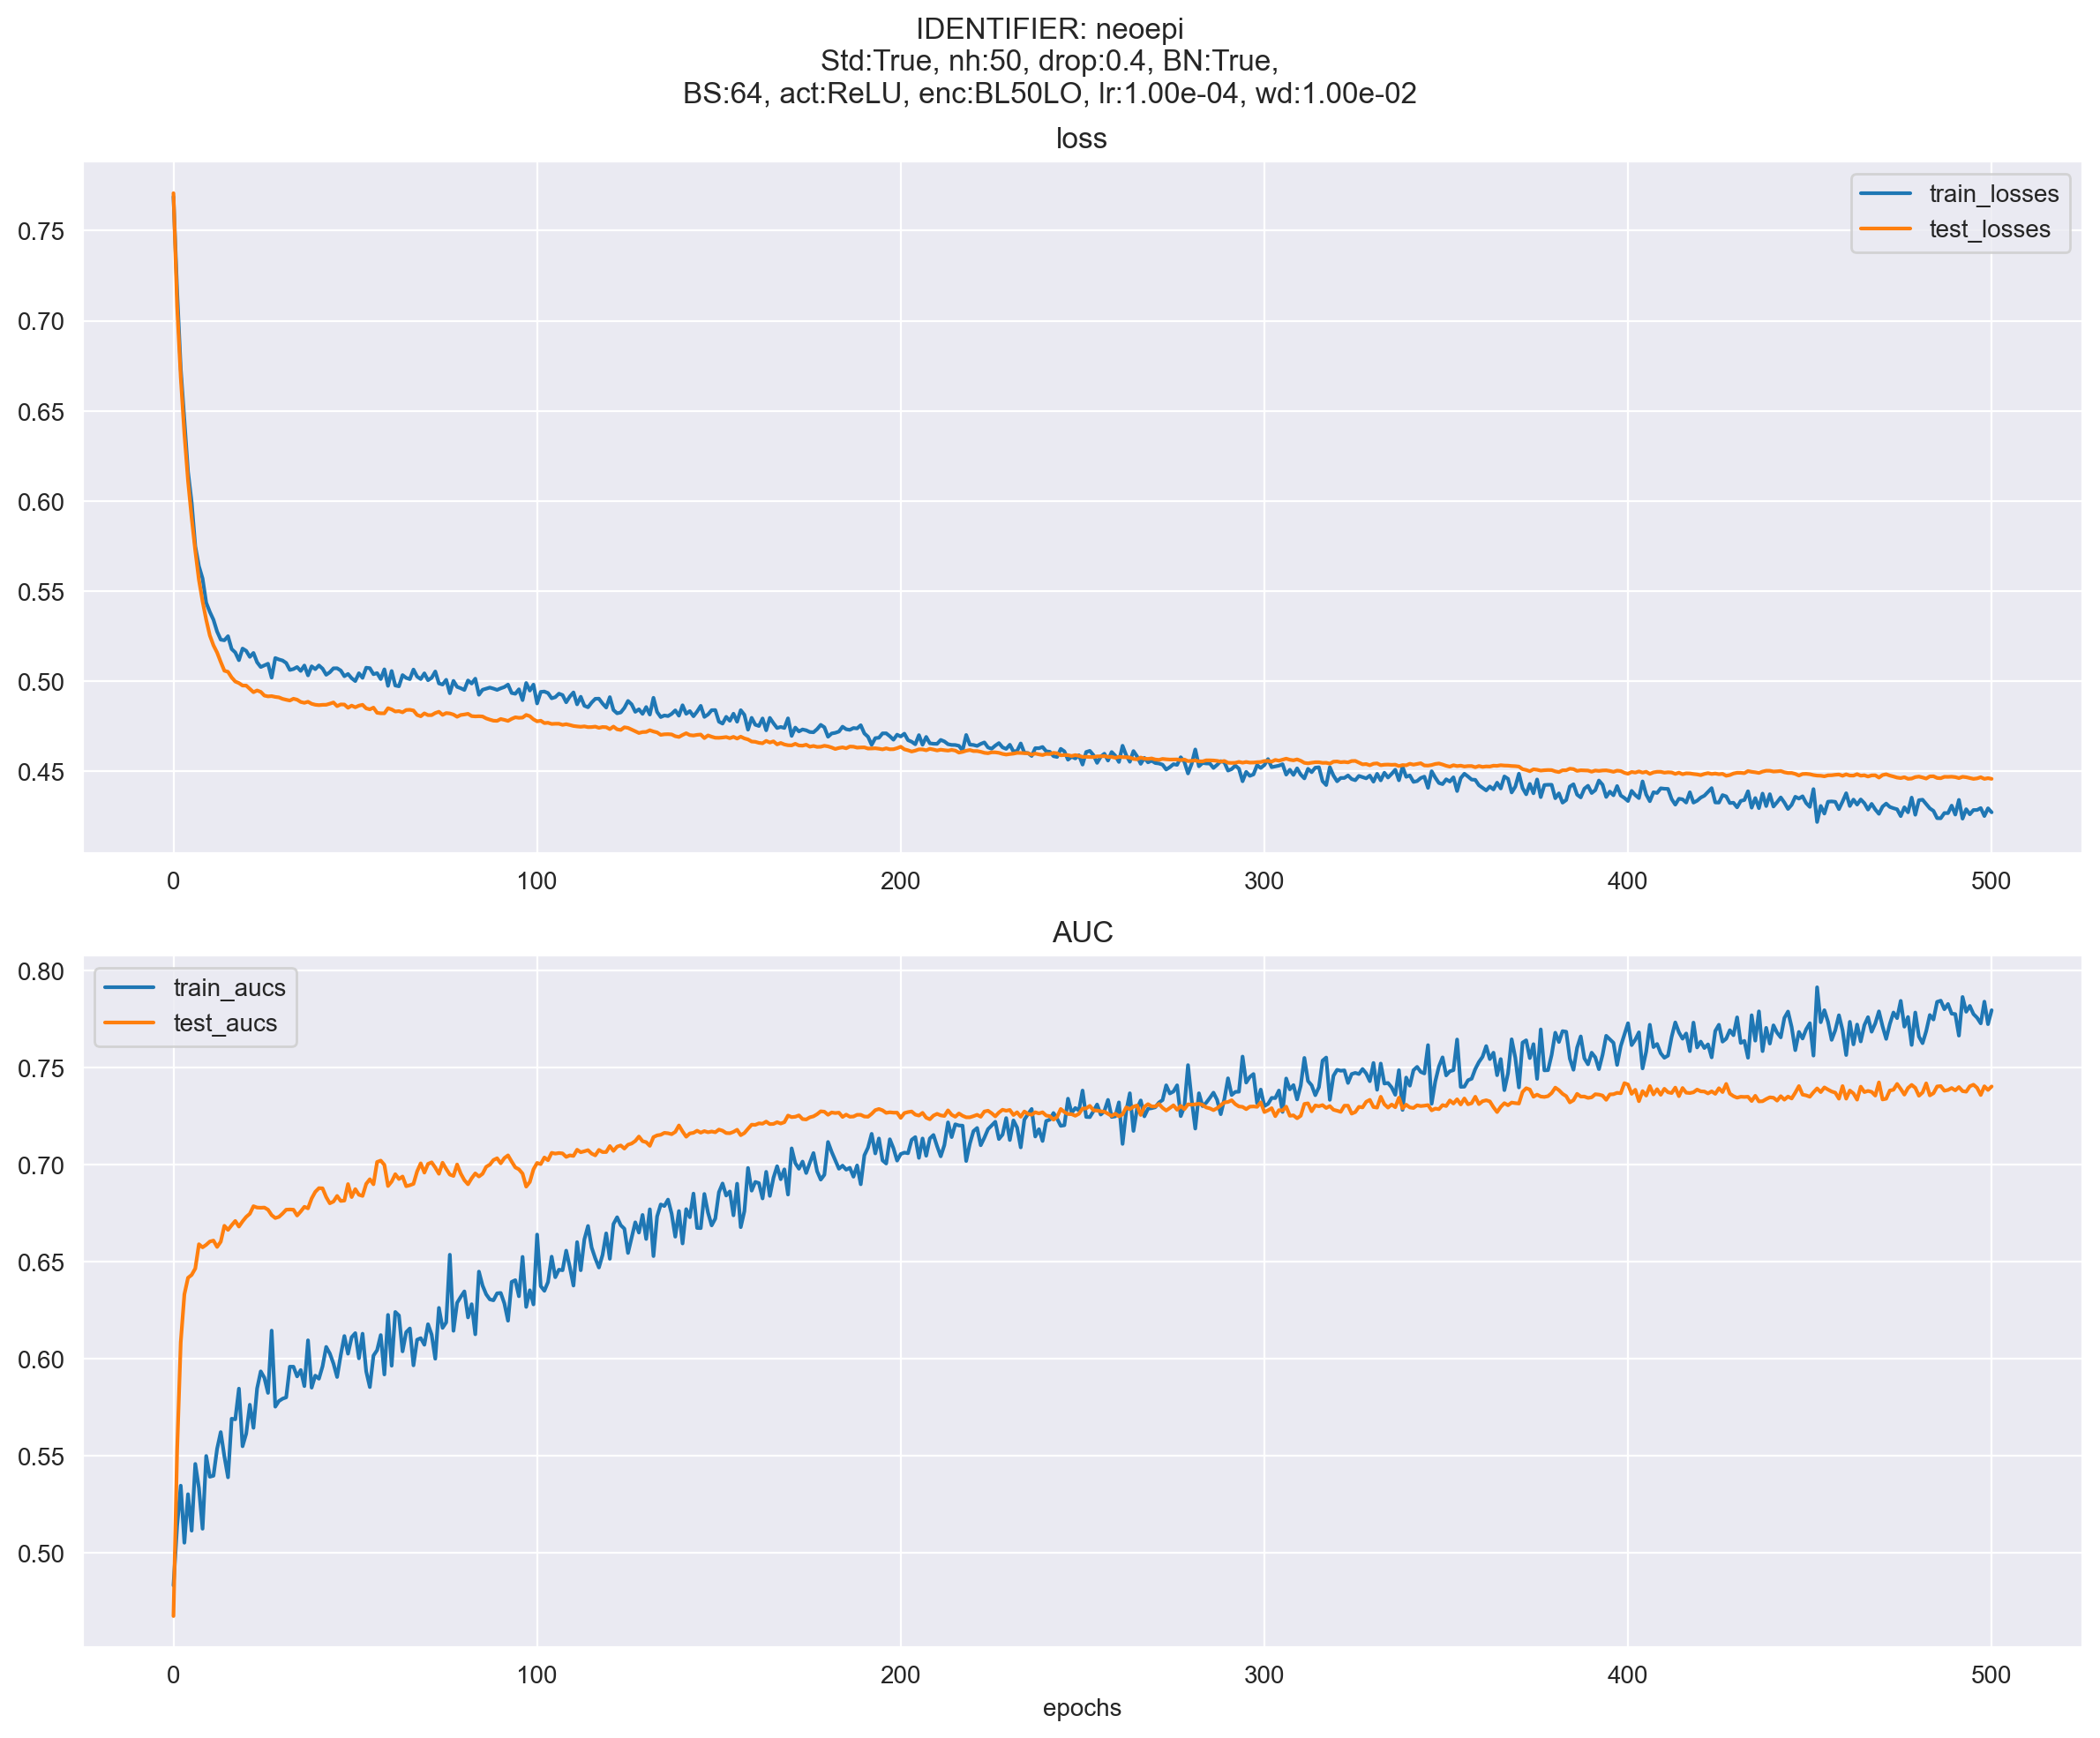 IDENTIFIER: neoepi
Std:True, nh:50, drop:0.4, BN:True,
BS:64, act:ReLU, enc:BL50LO, lr:1.00e-04, wd:1.00e-02
loss
train_losses
test_losses
0.75
0.70
0.65
0.60
0.55
0.50
0.45
0 100 200 300 400 500
AUC
train_aucs
test_aucs
0.80
0.75
0.70
0.65
0.60
0.55
0.50
0 100 200 300 400 500
epochs